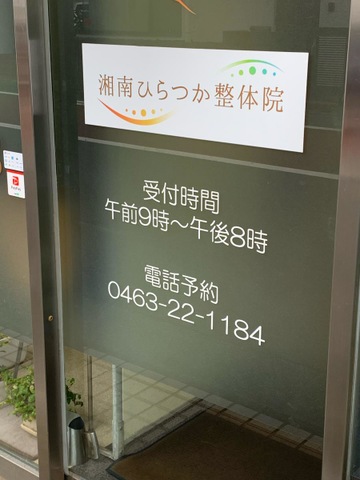 湘南ひらつか整体院
受付時間
午前9時～午後8時
電話予約
0463-22-1184
PayPay